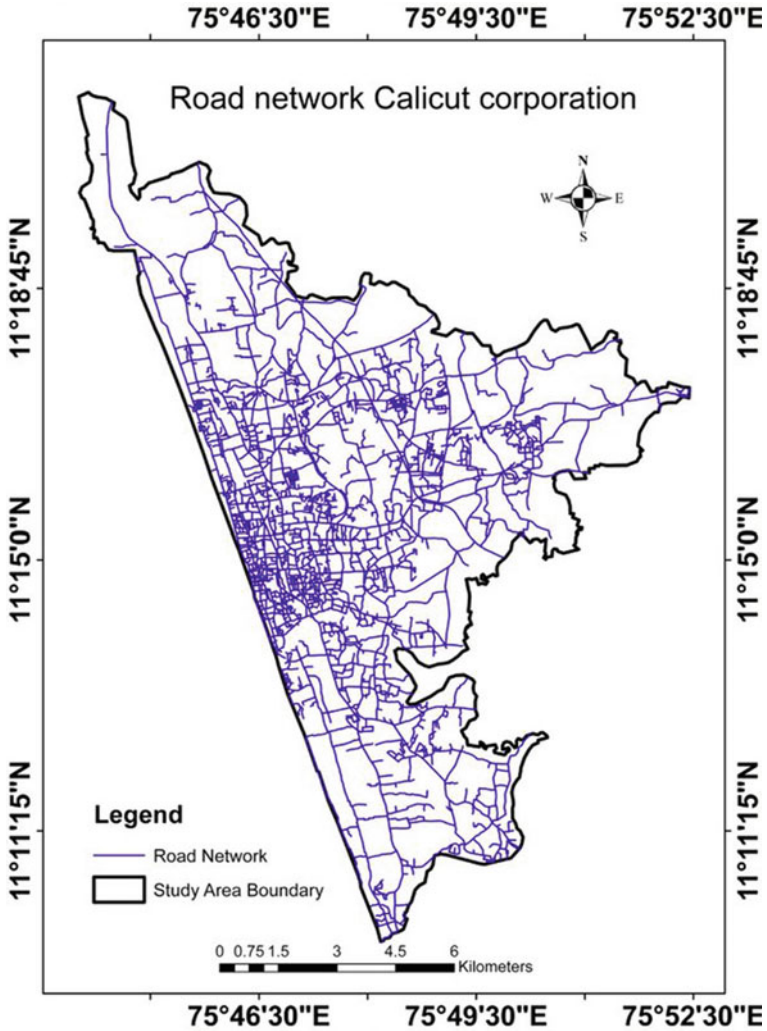 75°46'30"E 75°49'30"E 75°52'30"E
Road network Calicut corporation
N
W E
S
11°18'45"N 11°18'45"N
11°15'0"N 11°15'0"N
11°11'15"N 11°11'15"N
Legend
Road Network
Study Area Boundary
0 0.75 1.5 3 4.5 6
Kilometers
75°46'30"E 75°49'30"E 75°52'30"E